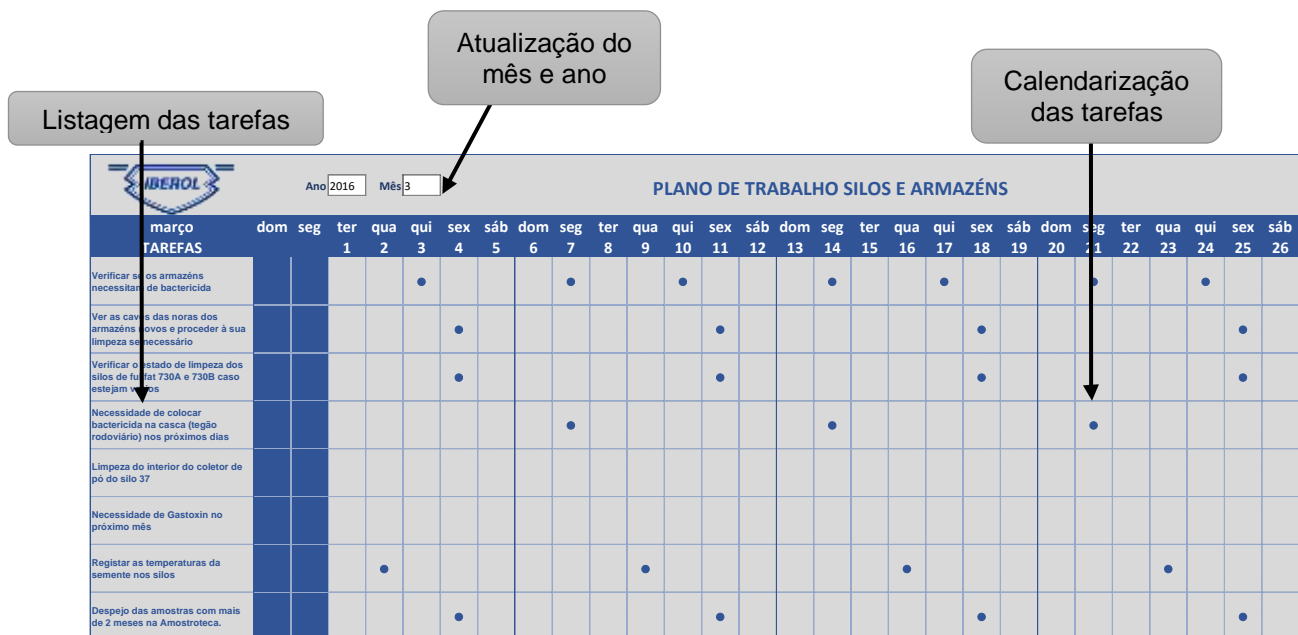 Atualização do
mês e ano
Calendarização
das tarefas
Listagem das tarefas
IBEROL
Ano 2016 Mês 3
PLANO DE TRABALHO SILOS E ARMAZÉNS
março dom seg ter qua qui sex sáb dom seg ter qua qui sex sáb dom seg ter qua qui sex sáb dom seg ter qua qui sex sáb
TAREFAS 1 2 3 4 5 6 7 8 9 10 11 12 13 14 15 16 17 18 19 20 21 22 23 24 25 26
Verificar se os armazéns
necessitam de bactericida
Ver as caves das noras dos
armazéns novos e proceder à sua
limpeza se necessário
Verificar o estado de limpeza dos
silos de fullfat 730A e 730B caso
estejam vazios
Necessidade de colocar
bactericida na casca (tegão
rodoviário) nos próximos dias
Limpeza do interior do coletor de
pó do silo 37
Necessidade de Gastoxin no
próximo mês
Registar as temperaturas da
semente nos silos
Despejo das amostras com mais
de 2 meses na Amostroteca.